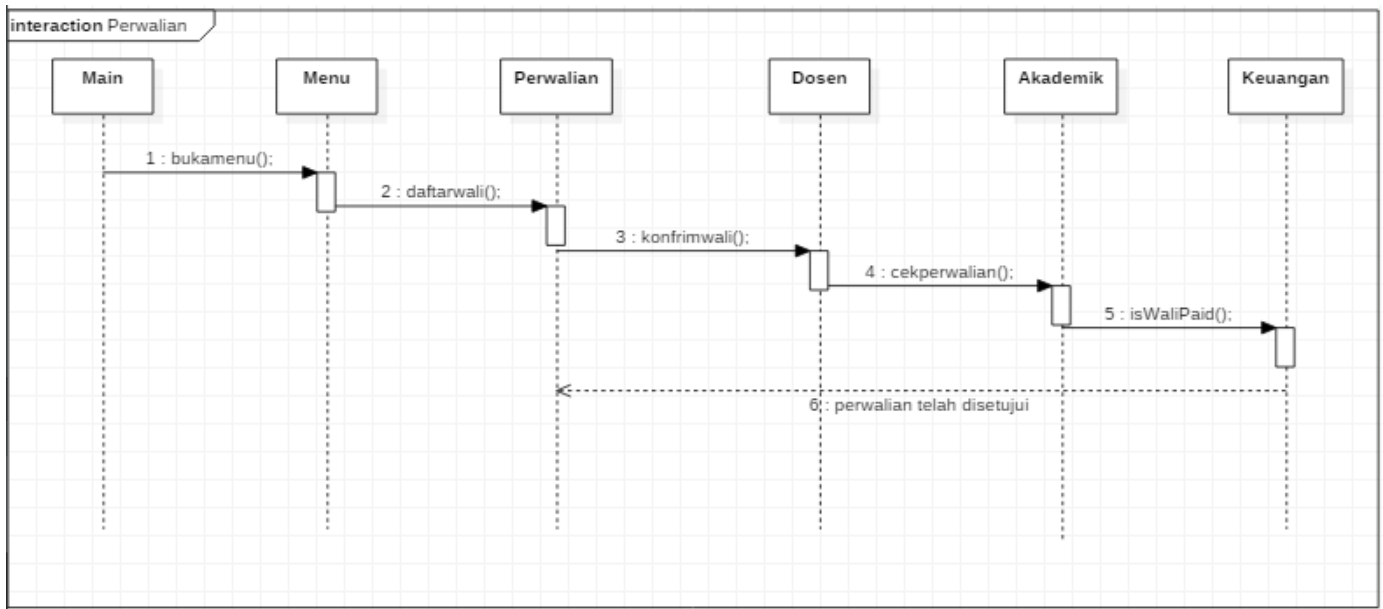 interaction Perwalian
Main
Menu
Perwalian
Dosen
Akademik
Keuangan
1 : bukamenu();
2 : daftarwali();
3 : konfrimwali();
4 : cekperwalian();
5 : isWaliPaid();
6 : perwalian telah disetujui